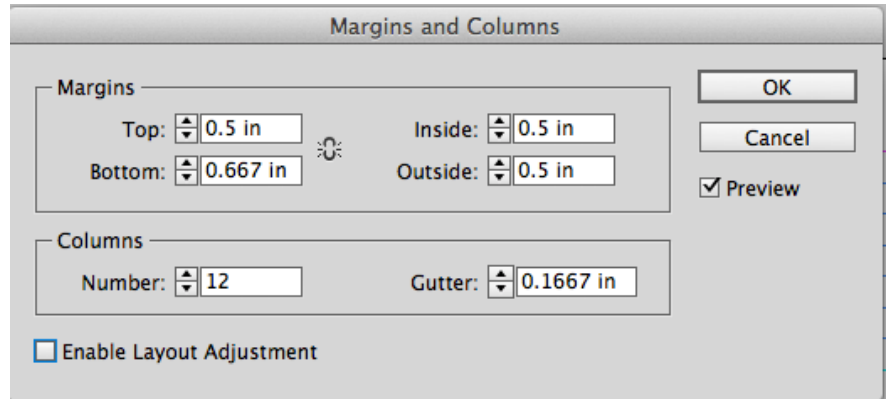 Margins and Columns
Margins
Top: 0.5 in
Inside: 0.5 in
Bottom: 0.667 in
Outside: 0.5 in
Columns
Number: 12
Gutter: 0.1667 in
Enable Layout Adjustment
OK
Cancel
Preview